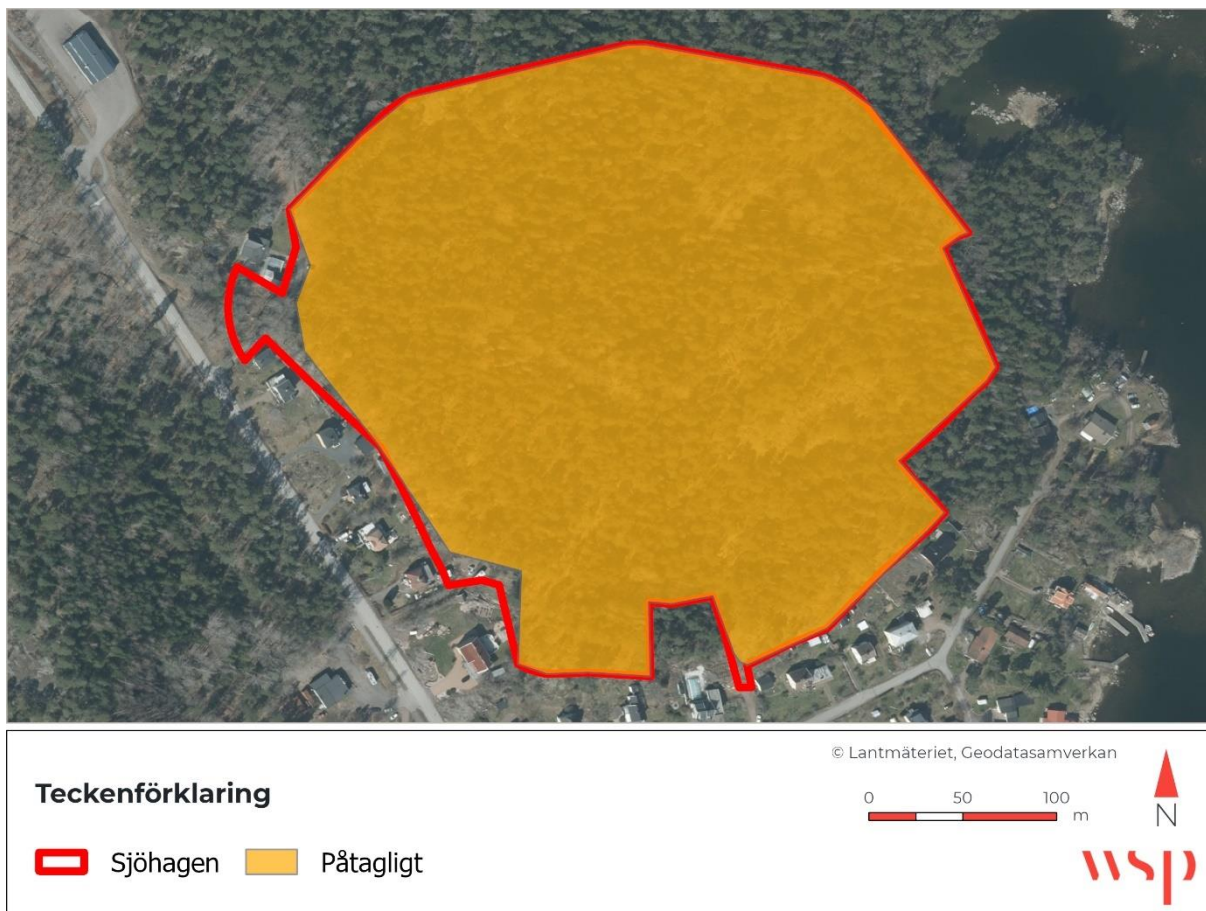 © Lantmäteriet, Geodatasamverkan
Teckenförklaring
0 50 100
m
N
Sjöhagen Påtagligt
wsp